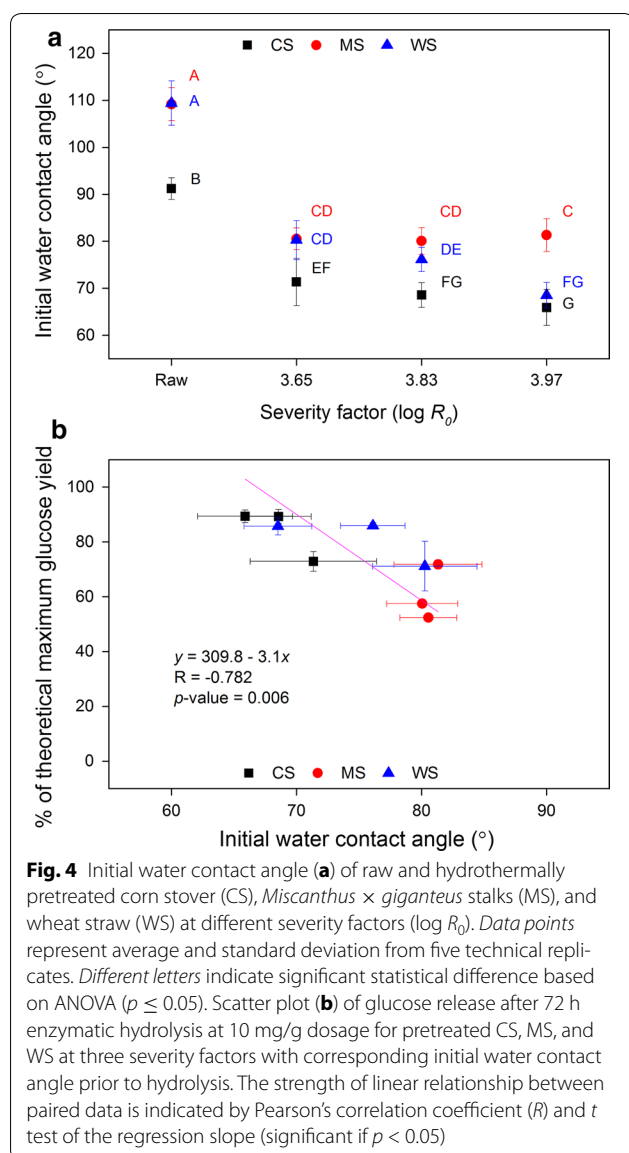 a
CS MS WS
120
110
100
90
80
70
60
Initial water contact angle (°)
A
A
B
CD
CD
EF
CD
DE
FG
C
FG
G
Raw 3.65 3.83 3.97
Severity factor (log R0)
b
100
80
60
40
20
0
% of theoretical maximum glucose yield
y = 309.8 - 3.1x
R = -0.782
p-value = 0.006
CS MS WS
60 70 80 90
Initial water contact angle (°)
Fig. 4 Initial water contact angle (a) of raw and hydrothermally
pretreated corn stover (CS), Miscanthus × giganteus stalks (MS), and
wheat straw (WS) at different severity factors (log R0). Data points
represent average and standard deviation from five technical repli-
cates. Different letters indicate significant statistical difference based
on ANOVA (p ≤ 0.05). Scatter plot (b) of glucose release after 72 h
enzymatic hydrolysis at 10 mg/g dosage for pretreated CS, MS, and
WS at three severity factors with corresponding initial water contact
angle prior to hydrolysis. The strength of linear relationship between
paired data is indicated by Pearson's correlation coefficient (R) and t
test of the regression slope (significant if p < 0.05)